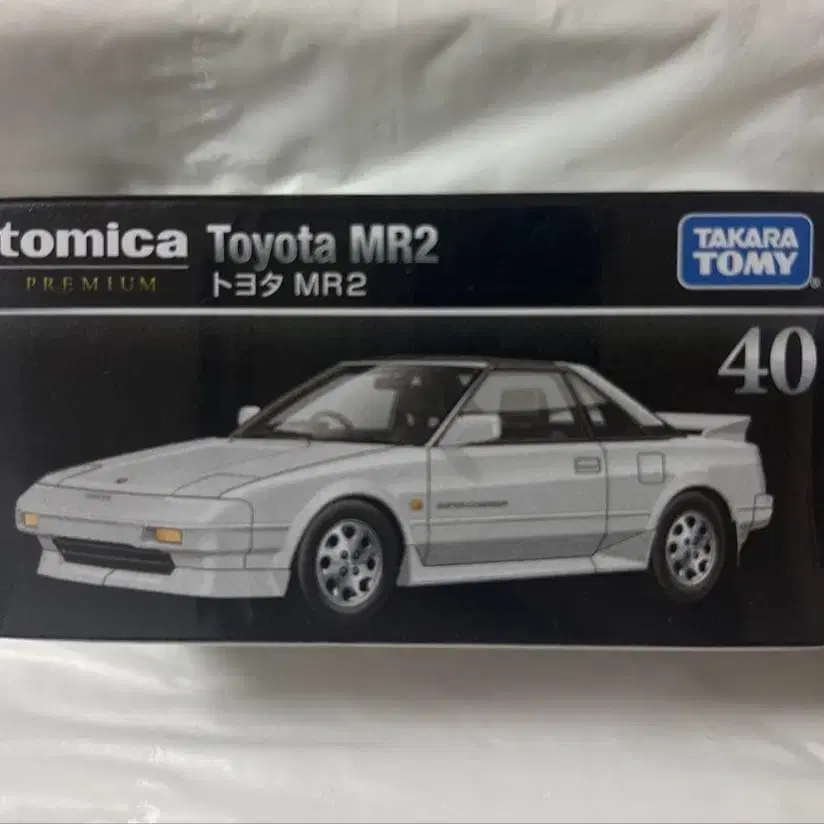 tomica
PREMIUM
Toyota MR2
トヨタ MR2
TAKARA
TOMY
®
40